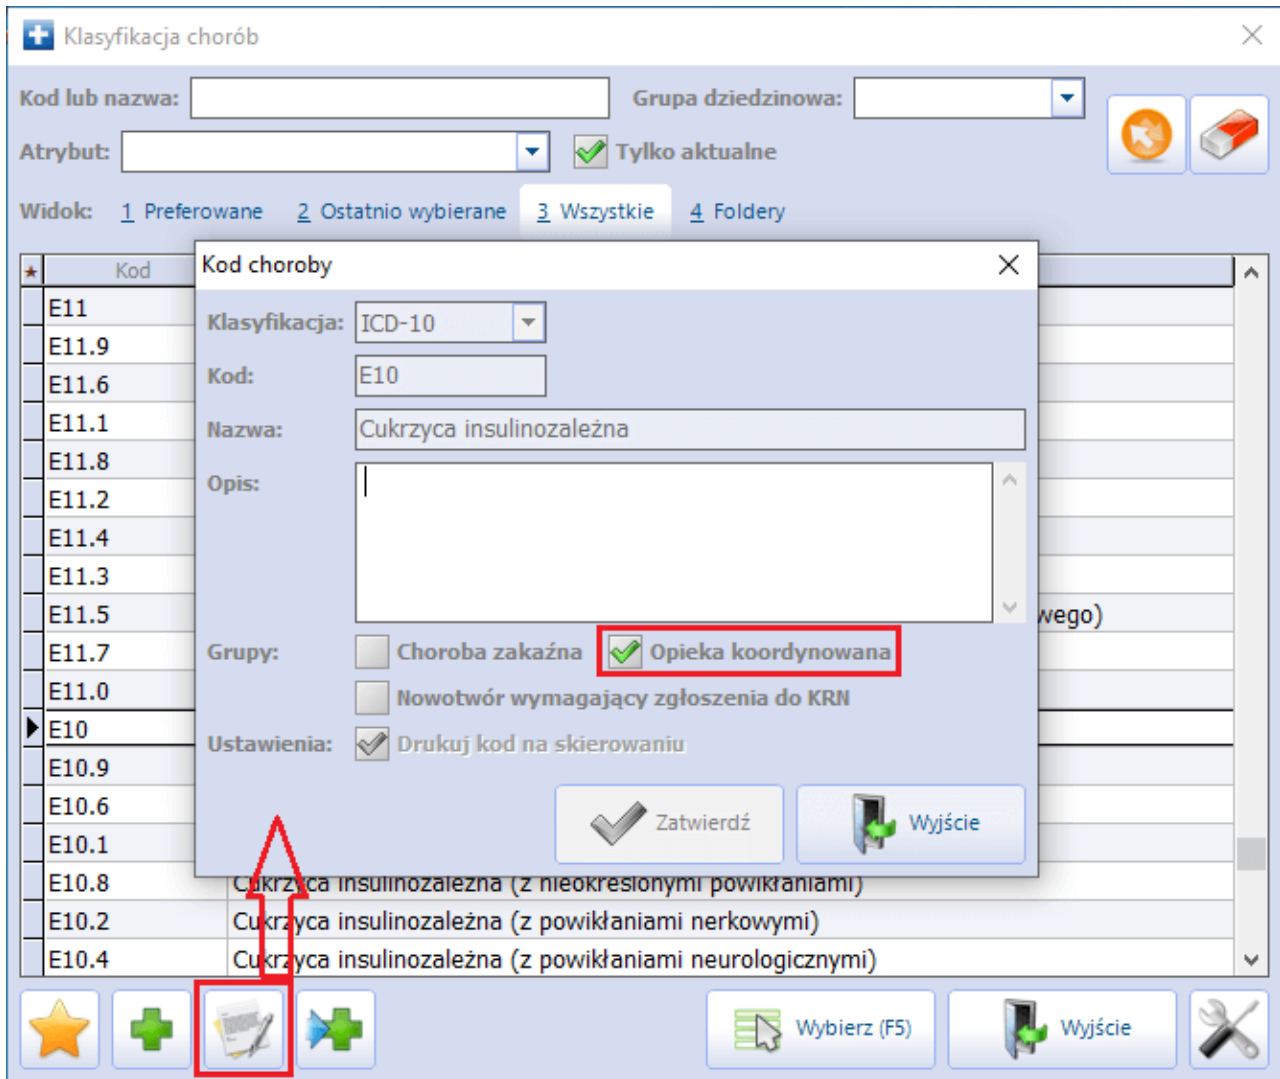 Klasyfikacja chorób
Kod lub nazwa: Grupa dziedzinowa:
Atrybut: Tylko aktualne
Widok: 1 Preferowane 2 Ostatnio wybierane 3 Wszystkie 4 Foldery
Kod
E11
E11.9
E11.6
E11.1
E11.8
E11.2
E11.4
E11.3
E11.5 wego)
E11.7
E11.0
E10
E10.9
E10.6
E10.1
E10.8 Cukrzyca insulinozależna (z nieokreślonymi powikłaniami)
E10.2 Cukrzyca insulinozależna (z powikłaniami nerkowymi)
E10.4 Cukrzyca insulinozależna (z powikłaniami neurologicznymi)
Kod choroby
Klasyfikacja: ICD-10
Kod: E10
Nazwa: Cukrzyca insulinozależna
Opis:
Grupy: Choroba zakaźna Opieka koordynowana
Nowotwór wymagający zgłoszenia do KRN
Ustawienia: Drukuj kod na skierowaniu
Zatwierdź Wyjście
Wybierz (F5) Wyjście